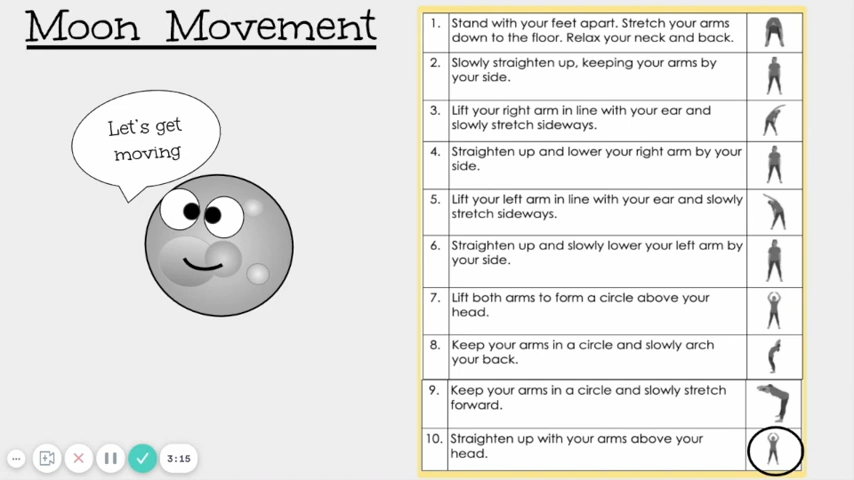 Moon Movement
Let's get
moving
1. Stand with your feet apart. Stretch your arms
down to the floor. Relax your neck and back.
2. Slowly straighten up, keeping your arms by
your side.
3. Lift your right arm in line with your ear and
slowly stretch sideways.
4. Straighten up and lower your right arm by your
side.
5. Lift your left arm in line with your ear and slowly
stretch sideways.
6. Straighten up and slowly lower your left arm by
your side.
7. Lift both arms to form a circle above your
head.
8. Keep your arms in a circle and slowly arch
your back.
9. Keep your arms in a circle and slowly stretch
forward.
10. Straighten up with your arms above your
head.
3:15